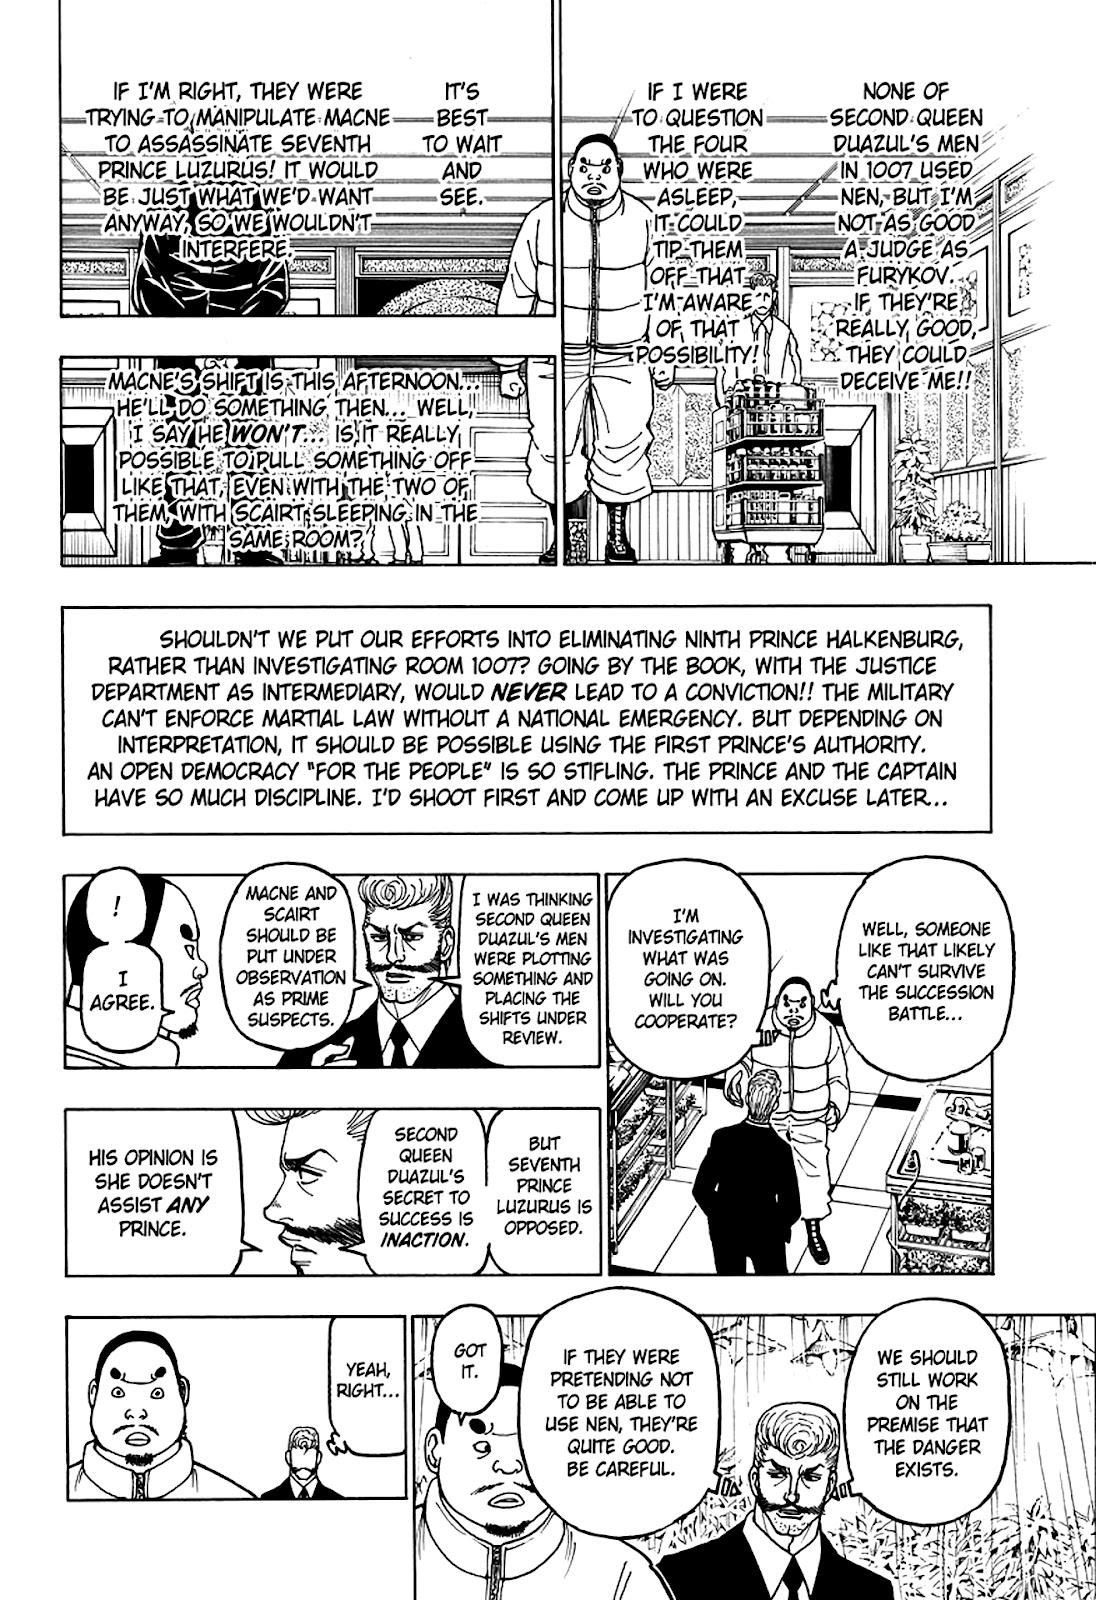 NONE OF
SECOND QUEEN
DUAZUL'S MEN
IN 1007 USED
NEN, BUT I'M
NOT AS GOOD
A JUDGE AS
FURYKOV.
IF THEY'RE
REALLY GOOD,
THEY COULD
DECEIVE ME!!
IF I WERE
TO QUESTION
THE FOUR
WHO WERE
ASLEEP,
IT COULD
TIP THEM
OFF THAT
I'M AWARE
OF THAT
POSSIBILITY!
IT'S
BEST
TO WAIT
AND
SEE.
IF I'M RIGHT, THEY WERE
TRYING TO MANIPULATE MACNE
TO ASSASSINATE SEVENTH
PRINCE LUZURUS! IT WOULD
BE JUST WHAT WE'D WANT
ANYWAY, SO WE WOULDN'T
INTERFERE.
MACNE'S SHIFT IS THIS AFTERNOON...
HE'LL DO SOMETHING THEN... WELL,
I SAY HE WON'T... IS IT REALLY
POSSIBLE TO PULL SOMETHING OFF
LIKE THAT, EVEN WITH THE TWO OF
THEM, WITH SCAIRT SLEEPING IN THE
SAME ROOM?
SHOULDN'T WE PUT OUR EFFORTS INTO ELIMINATING NINTH PRINCE HALKENBURG,
RATHER THAN INVESTIGATING ROOM 1007? GOING BY THE BOOK, WITH THE JUSTICE
DEPARTMENT AS INTERMEDIARY, WOULD NEVER LEAD TO A CONVICTION!! THE MILITARY
CAN'T ENFORCE MARTIAL LAW WITHOUT A NATIONAL EMERGENCY. BUT DEPENDING ON
INTERPRETATION, IT SHOULD BE POSSIBLE USING THE FIRST PRINCE'S AUTHORITY.
AN OPEN DEMOCRACY "FOR THE PEOPLE" IS SO STIFLING. THE PRINCE AND THE CAPTAIN
HAVE SO MUCH DISCIPLINE. I'D SHOOT FIRST AND COME UP WITH AN EXCUSE LATER...
WELL, SOMEONE
LIKE THAT LIKELY
CAN'T SURVIVE
THE SUCCESSION
BATTLE...
I'M
INVESTIGATING
WHAT WAS
GOING ON.
WILL YOU
COOPERATE?
I WAS THINKING
SECOND QUEEN
DUAZUL'S MEN
WERE PLOTTING
SOMETHING AND
PLACING THE
SHIFTS UNDER
REVIEW.
MACNE AND
SCAIRT
SHOULD BE
PUT UNDER
OBSERVATION
AS PRIME
SUSPECTS.
!
I
AGREE.
BUT
SEVENTH
PRINCE
LUZURUS IS
OPPOSED.
SECOND
QUEEN
DUAZUL'S
SECRET TO
SUCCESS IS
INACTION.
HIS OPINION IS
SHE DOESN'T
ASSIST ANY
PRINCE.
WE SHOULD
STILL WORK
ON THE
PREMISE THAT
THE DANGER
EXISTS.
IF THEY WERE
PRETENDING NOT
TO BE ABLE TO
USE NEN, THEY'RE
QUITE GOOD.
BE CAREFUL.
GOT
IT.
YEAH,
RIGHT...